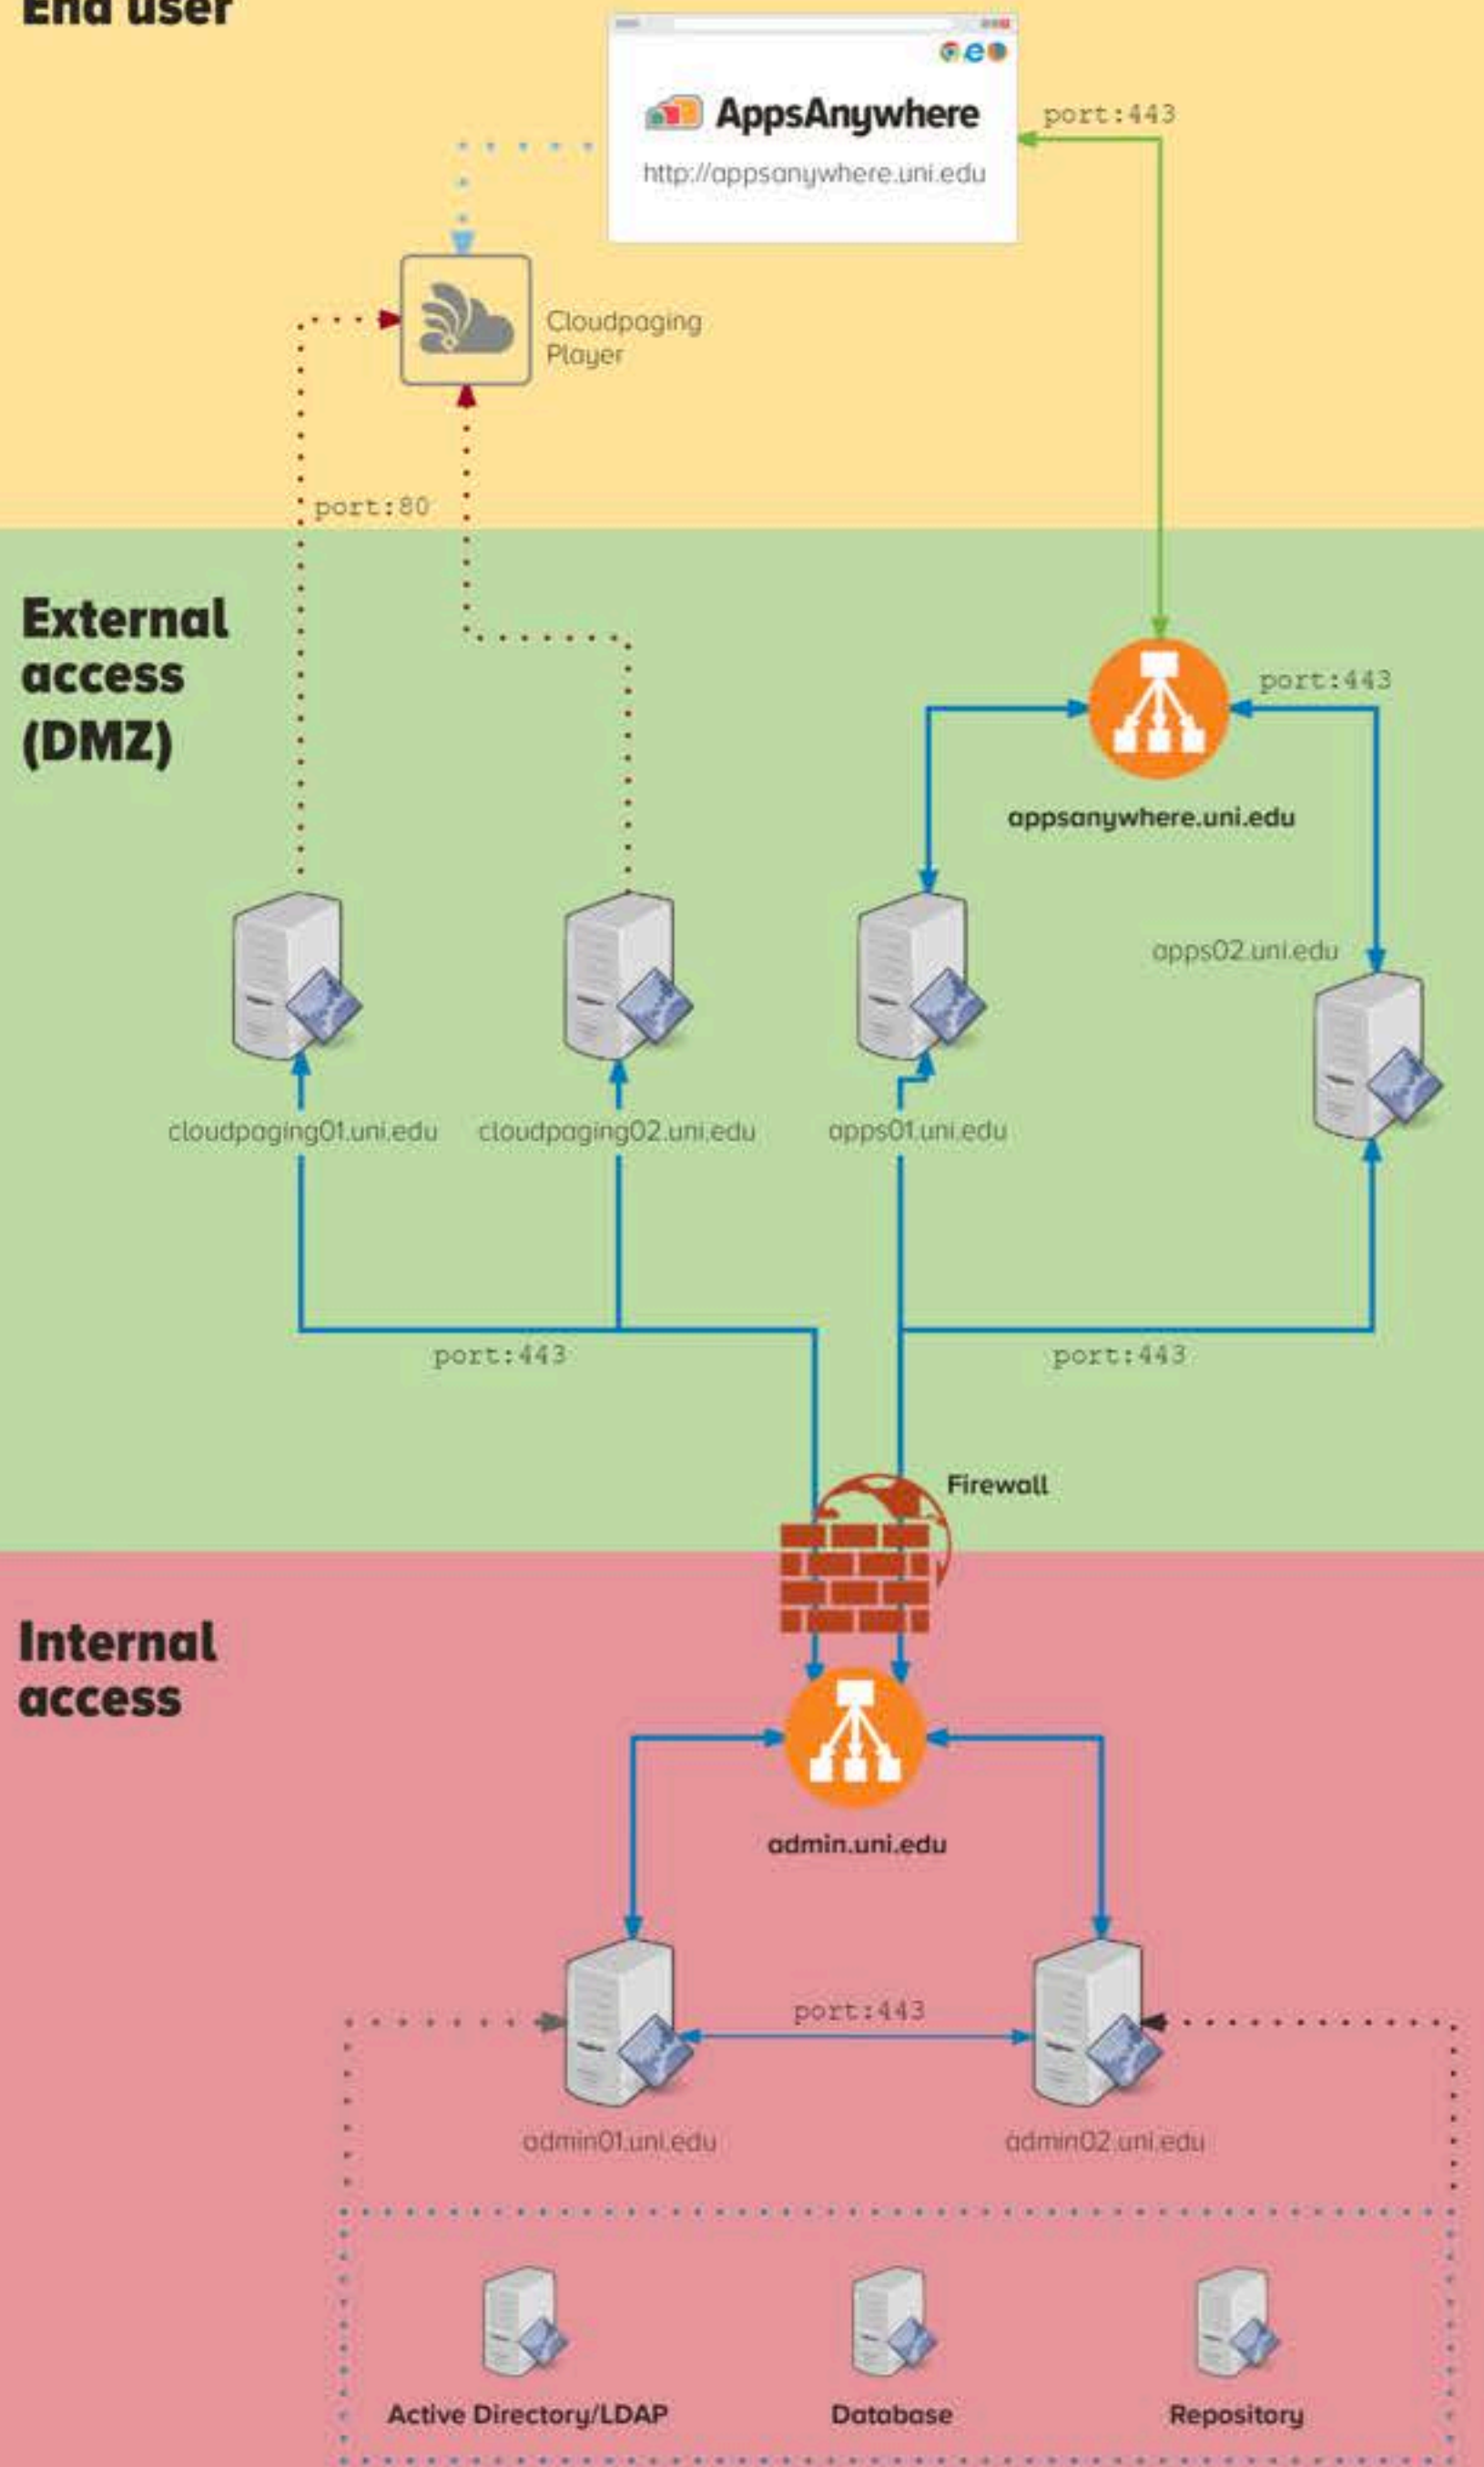 End user
AppsAnywhere
http://appsanywhere.uni.edu
port:443
Cloudpaging
Player
port:80
External
access
(DMZ)
port:443
appsanywhere.uni.edu
apps02.uni.edu
cloudpaging01.uni.edu
cloudpaging02.uni.edu
apps01.uni.edu
port:443
port:443
Firewall
Internal
access
admin.uni.edu
port:443
admin01.uni.edu
admin02.uni.edu
Active Directory/LDAP
Database
Repository